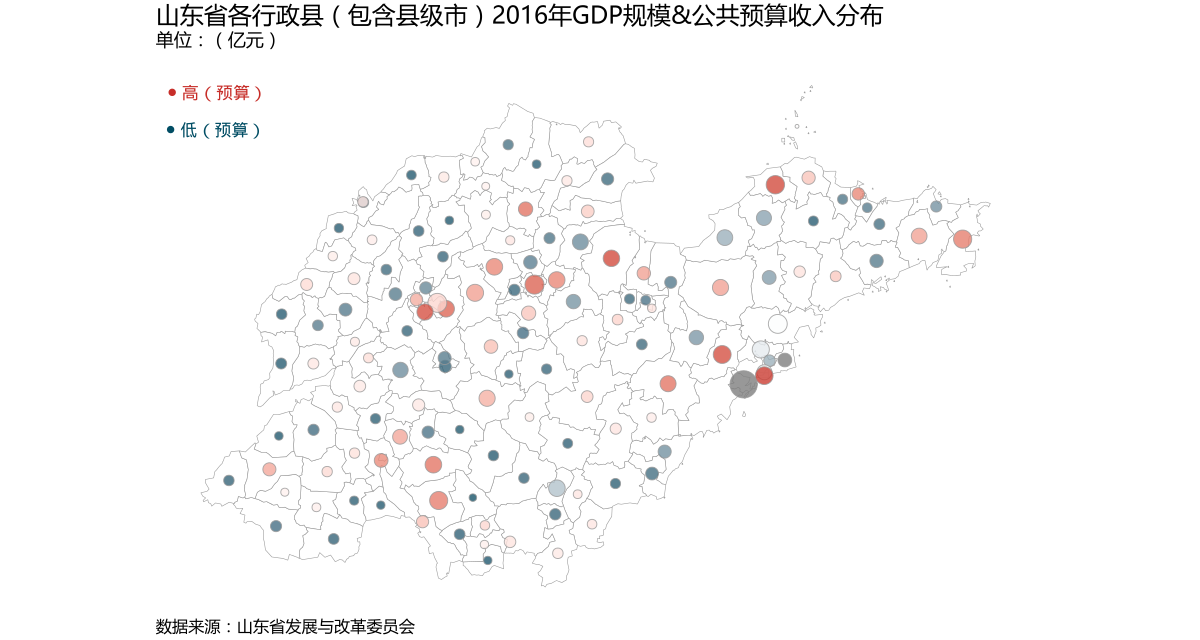 山东省各行政县（包含县级市）2016年GDP规模&公共预算收入分布
单位：（亿元）
高（预算）
低（预算）
数据来源：山东省发展与改革委员会